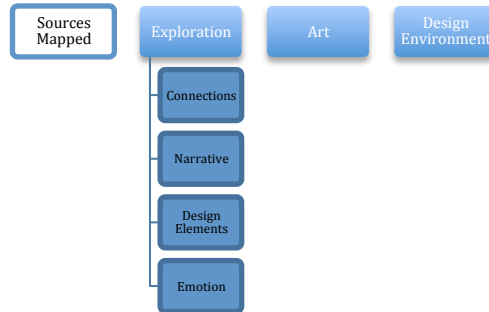 Sources
Mapped
Exploration
Art
Design
Environment
Connections
Narrative
Design
Elements
Emotion